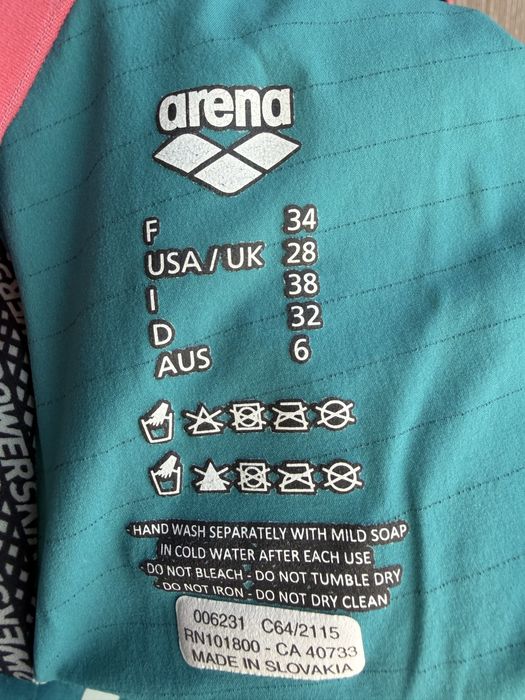 arena
F 34
USA / UK 28
I 38
D 32
AUS 6
HAND WASH SEPARATELY WITH MILD SOAP
IN COLD WATER AFTER EACH USE
- DO NOT BLEACH - DO NOT TUMBLE DRY
- DO NOT IRON - DO NOT DRY CLEAN
006231 C64/2115
RN101800 - CA 40733
MADE IN SLOVAKIA